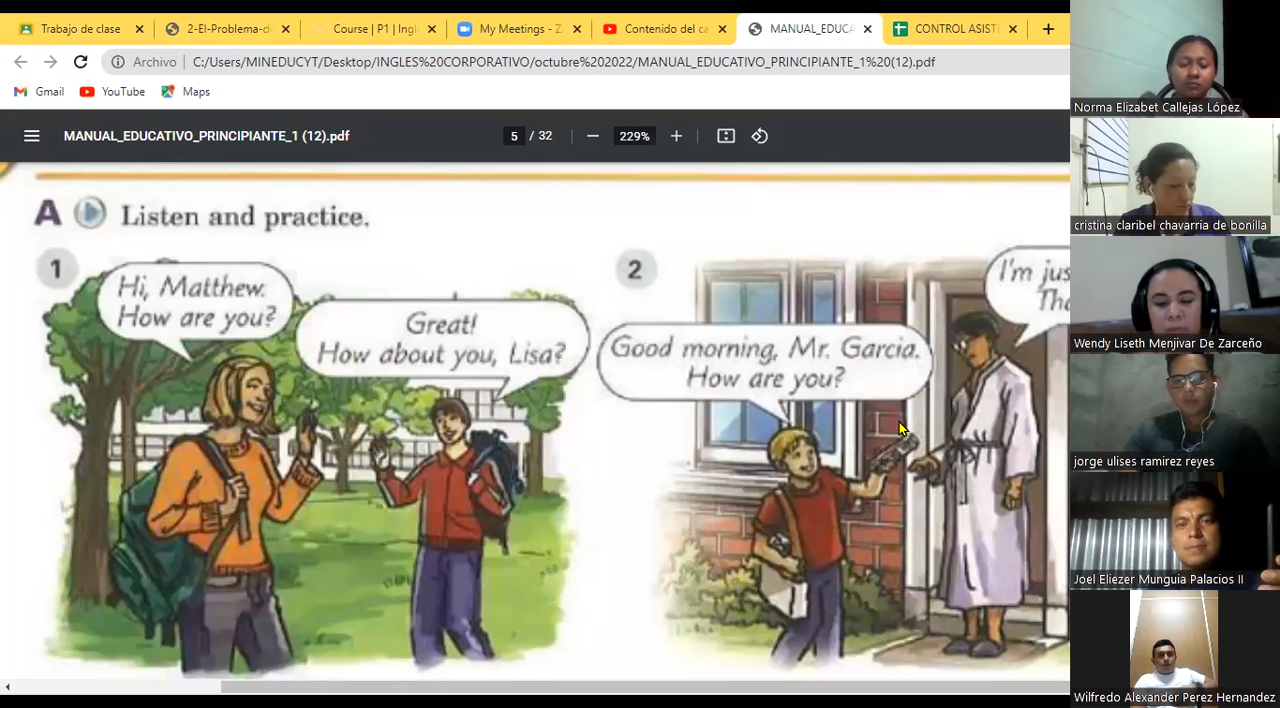 Trabajo de clase
2-El-Problema-d
Course | P1 | Ingl
My Meetings - Z
Contenido del ca
MANUAL_EDUCA
CONTROL ASIST
Archivo
C:/Users/MINEDUCYT/Desktop/INGLES%20CORPORATIVO/octubre%202022/MANUAL_EDUCATIVO_PRINCIPIANTE_1%20(12).pdf
Gmail
YouTube
Maps
MANUAL_EDUCATIVO_PRINCIPIANTE_1 (12).pdf
5 / 32
229%
A Listen and practice.
1
Hi, Matthew.
How are you?
Great!
How about you, Lisa?
2
Good morning, Mr. Garcia.
How are you?
I'm jus
Tha
Norma Elizabet Callejas López
cristina claribel chavarria de bonilla
Wendy Liseth Menjivar De Zarceño
jorge ulises ramirez reyes
Joel Eliezer Munguia Palacios II
Wilfredo Alexander Perez Hernandez